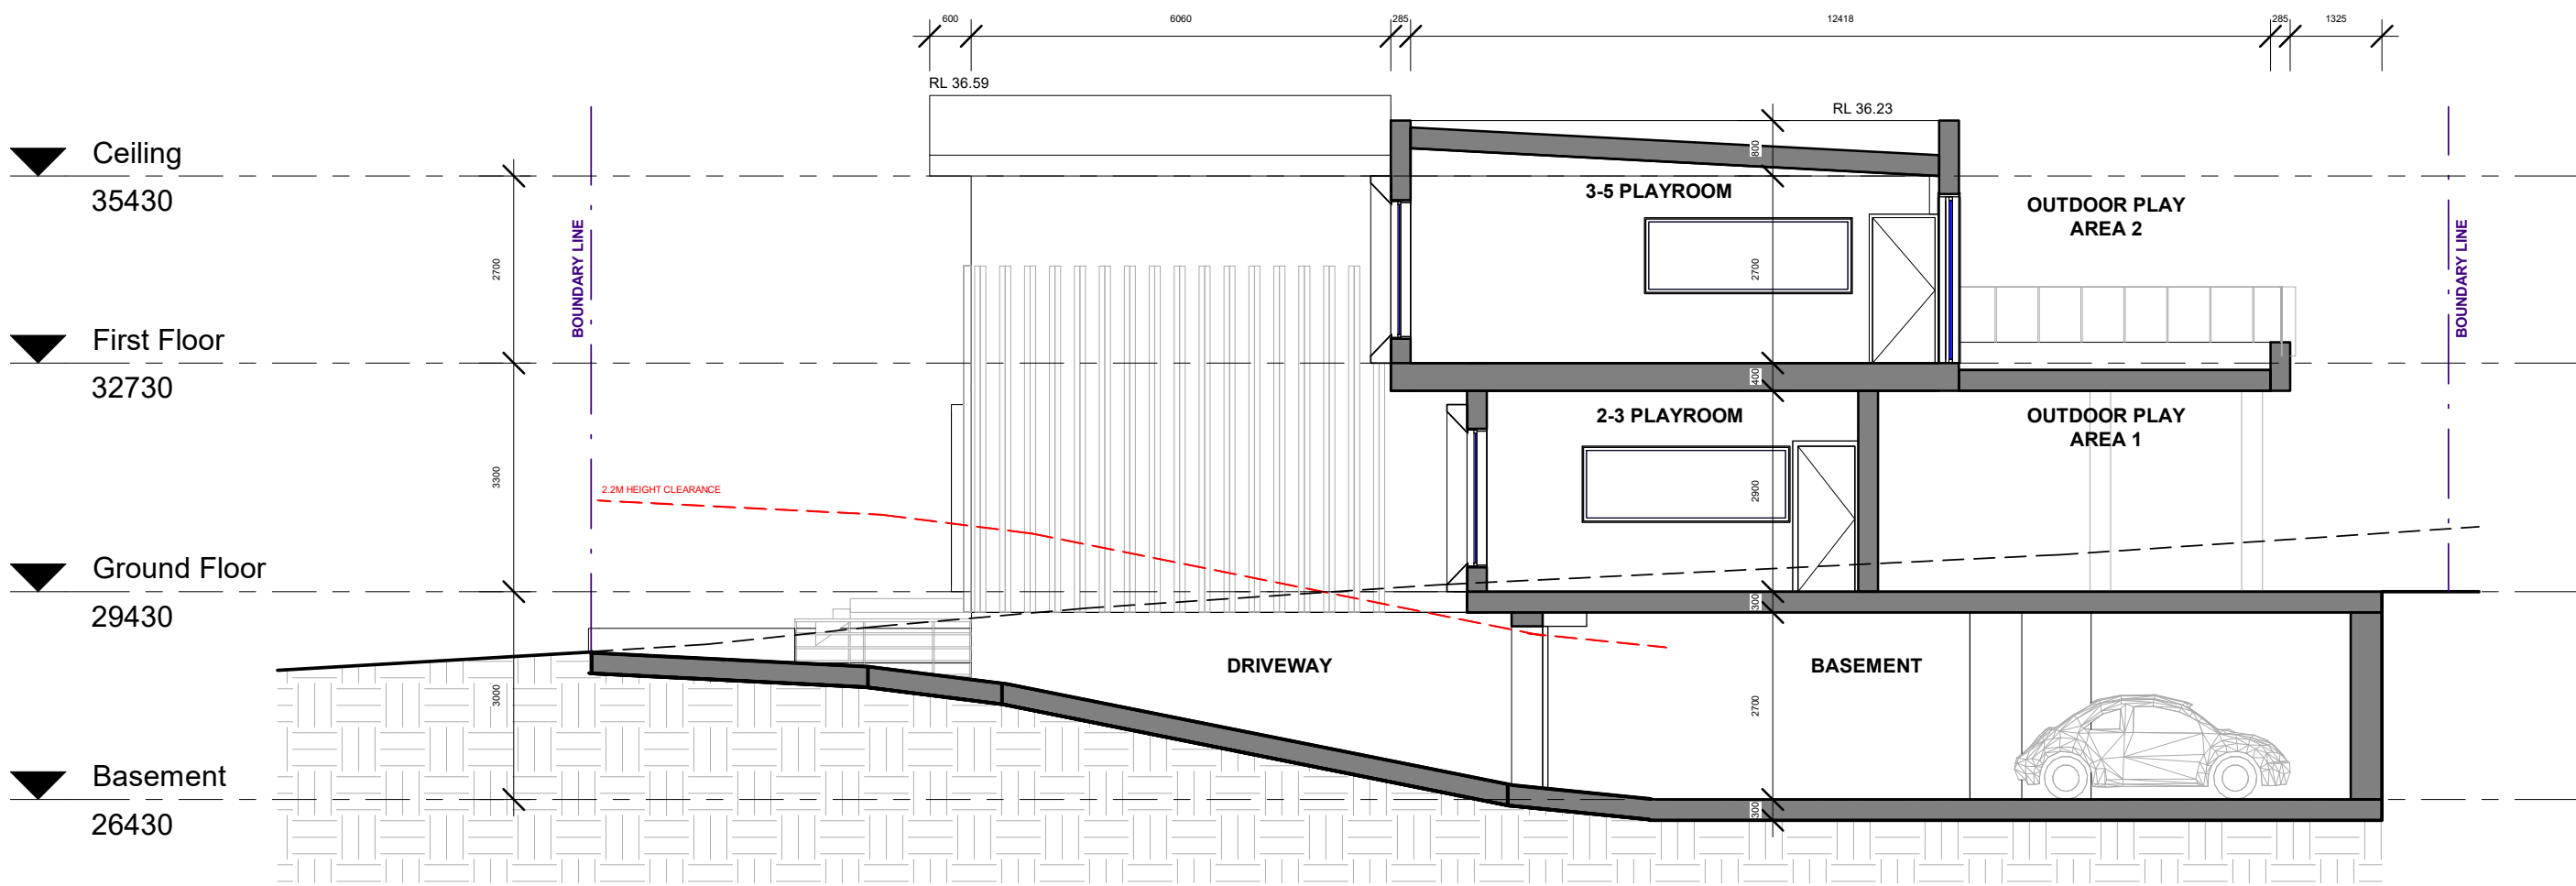 600 6060 285 12418 285 1325
RL 36.59
RL 36.23
Ceiling
35430
800
3-5 PLAYROOM
OUTDOOR PLAY
AREA 2
BOUNDARY LINE
BOUNDARY LINE
2700
2700
First Floor
32730
400
2-3 PLAYROOM
OUTDOOR PLAY
AREA 1
3300
2.2M HEIGHT CLEARANCE
2900
Ground Floor
29430
300
DRIVEWAY
BASEMENT
3000
2700
Basement
26430
300